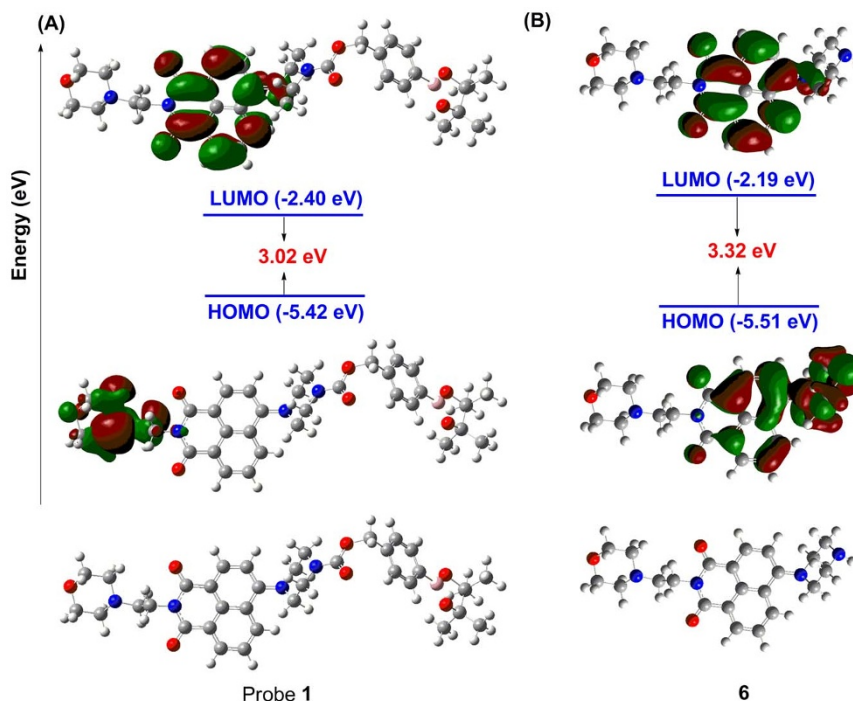 (A)
(B)
Energy (eV)
LUMO (-2.40 eV)
3.02 eV
HOMO (-5.42 eV)
LUMO (-2.19 eV)
3.32 eV
HOMO (-5.51 eV)
Probe 1
6